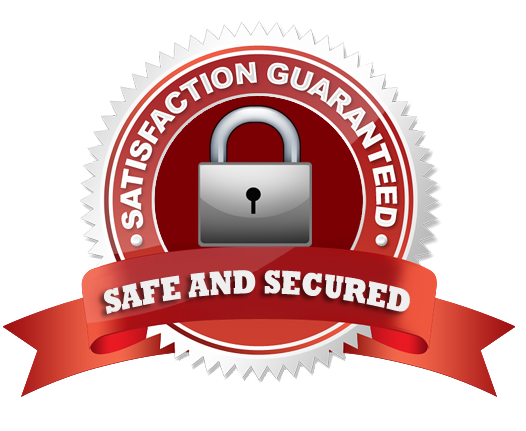 SATISFACTION GUARANTEED
SAFE AND SECURED